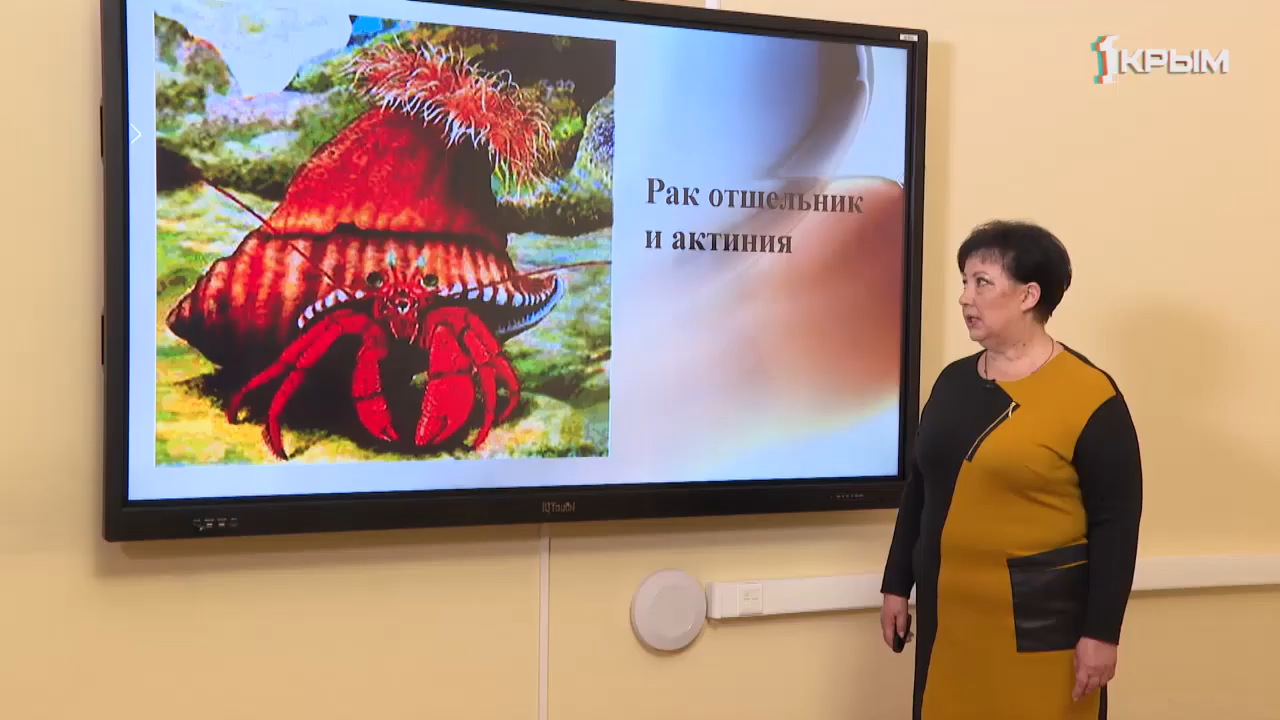 1КРЫМ
Рак отшельник
и актиния